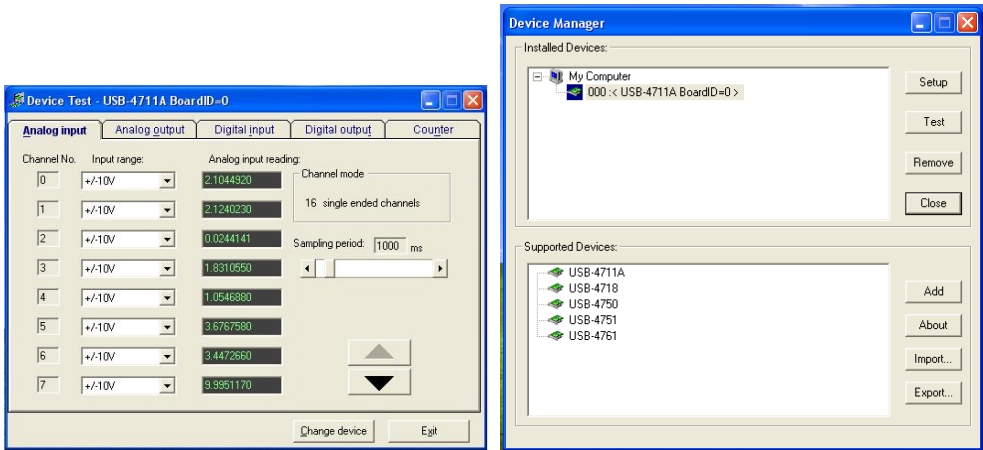 Device Test - USB-4711A BoardID=0
Analog input Analog output Digital input Digital output Counter
Channel No. Input range: Analog input reading:
0 +/-10V 2.1044920
1 +/-10V 2.1240230
2 +/-10V 0.0244141
3 +/-10V 1.8310550
4 +/-10V 1.0546880
5 +/-10V 3.6767580
6 +/-10V 3.4472660
7 +/-10V 9.9951170
Channel mode
16 single ended channels
Sampling period: 1000 ms
Change device Exit
Device Manager
Installed Devices:
My Computer
000 :< USB-4711A BoardID=0 >
Setup
Test
Remove
Close
Supported Devices:
USB-4711A
USB-4718
USB-4750
USB-4751
USB-4761
Add
About
Import...
Export...